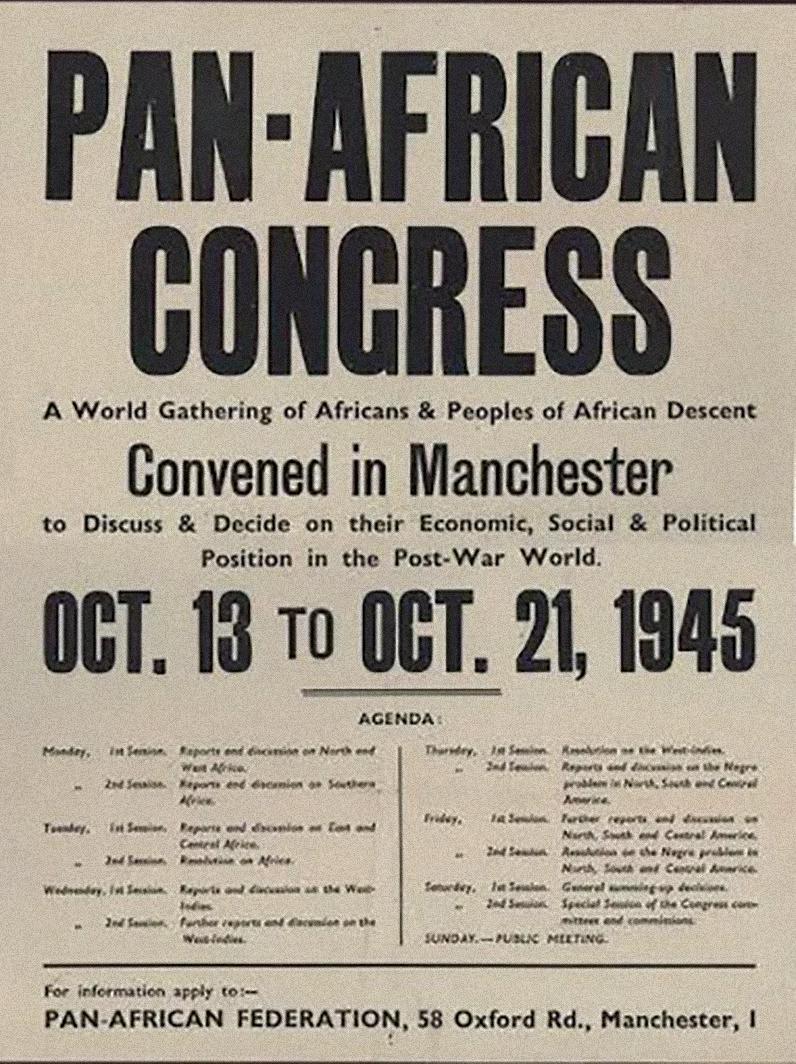 PAN-AFRICAN
CONGRESS
A World Gathering of Africans & Peoples of African Descent
Convened in Manchester
to Discuss & Decide on their Economic, Social & Political
Position in the Post-War World.
OCT. 13 TO OCT. 21, 1945
AGENDA:
Monday, 1st Session. Reports and discussion on North and
West Africa.
„ 2nd Session. Reports and discussion on Southern
Africa.
Tuesday, 1st Session. Reports and discussion on East and
Central Africa.
„ 2nd Session. Resolution on Africa.
Wednesday, 1st Session. Reports and discussion on the West-
Indies.
„ 2nd Session. Further reports and discussion on the
West-Indies.
Thursday, 1st Session. Resolution on the West-Indies.
„ 2nd Session. Reports and discussion on the Negro
problem in North, South and Central
America.
Friday, 1st Session. Further reports and discussion on
North, South and Central America.
„ 2nd Session. Resolution on the Negro problem in
North, South and Central America.
Saturday, 1st Session. General summing-up decisions.
„ 2nd Session. Special Session of the Congress com-
mittees and commissions.
SUNDAY.—PUBLIC MEETING.
For information apply to:—
PAN-AFRICAN FEDERATION, 58 Oxford Rd., Manchester, 1